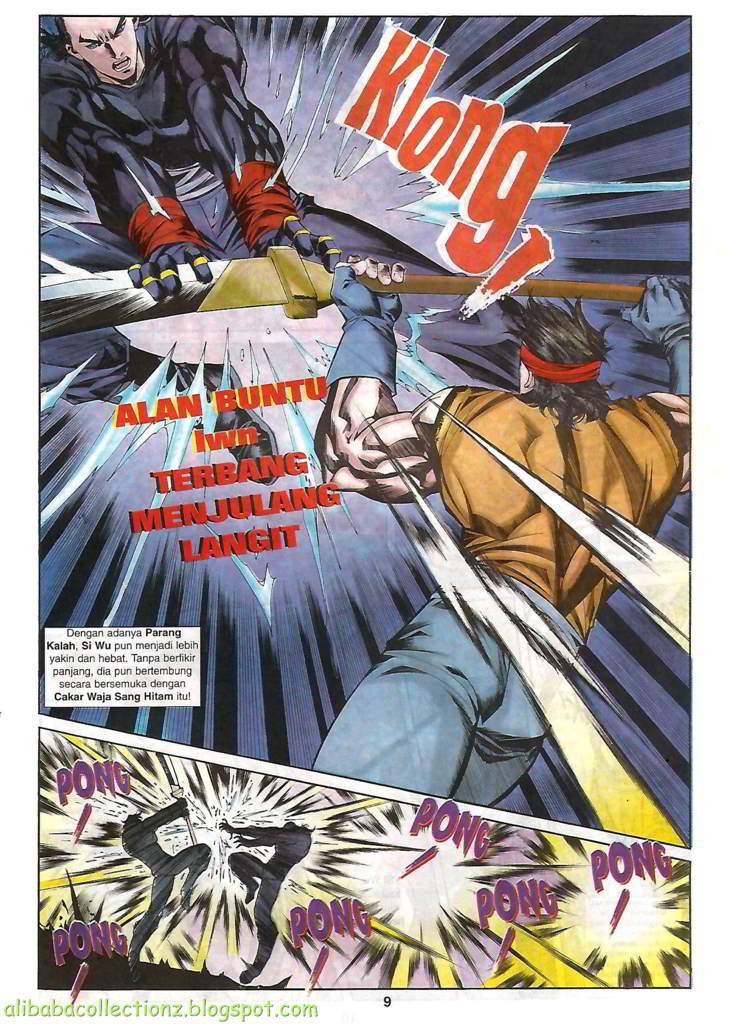 Klong!
ALAN BUNTU
lwn
TERBANG
MENJULANG
LANGIT
Dengan adanya Parang
Kalah, Si Wu pun menjadi lebih
yakin dan hebat. Tanpa berfikir
panjang, dia pun bertembung
secara bersemuka dengan
Cakar Waja Sang Hitam itu!
PONG!
PONG!
PONG!
PONG!
PONG!
PONG!
9
alibabacollectionz.blogspot.com